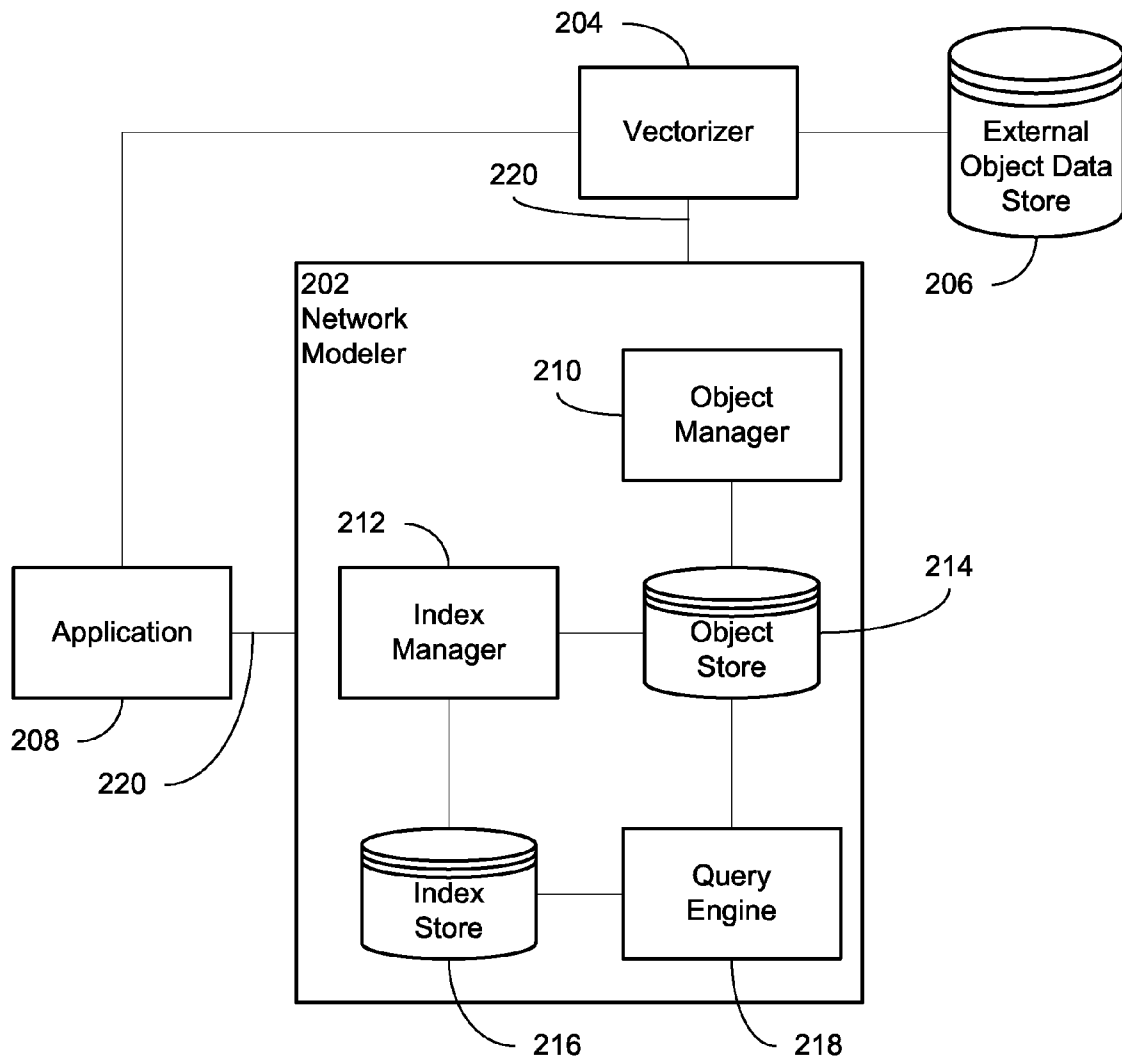 204
Vectorizer
External
Object Data
Store
220
206
202
Network
Modeler
210
Object
Manager
212
214
Application
Index
Manager
Object
Store
208
220
Index
Store
Query
Engine
216
218